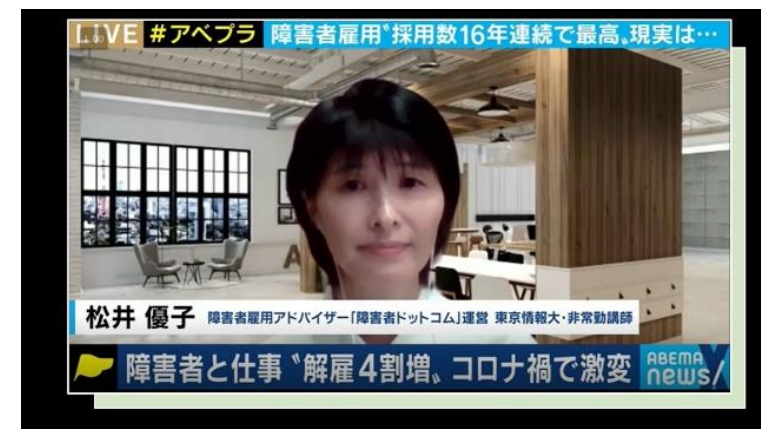 LIVE #アベプラ 障害者雇用〝採用数16年連続で最高〟現実は…
松井 優子 障害者雇用アドバイザー「障害者ドットコム」運営 東京情報大・非常勤講師
障害者と仕事〝解雇4割増〟コロナ禍で激変 ABEMA news/